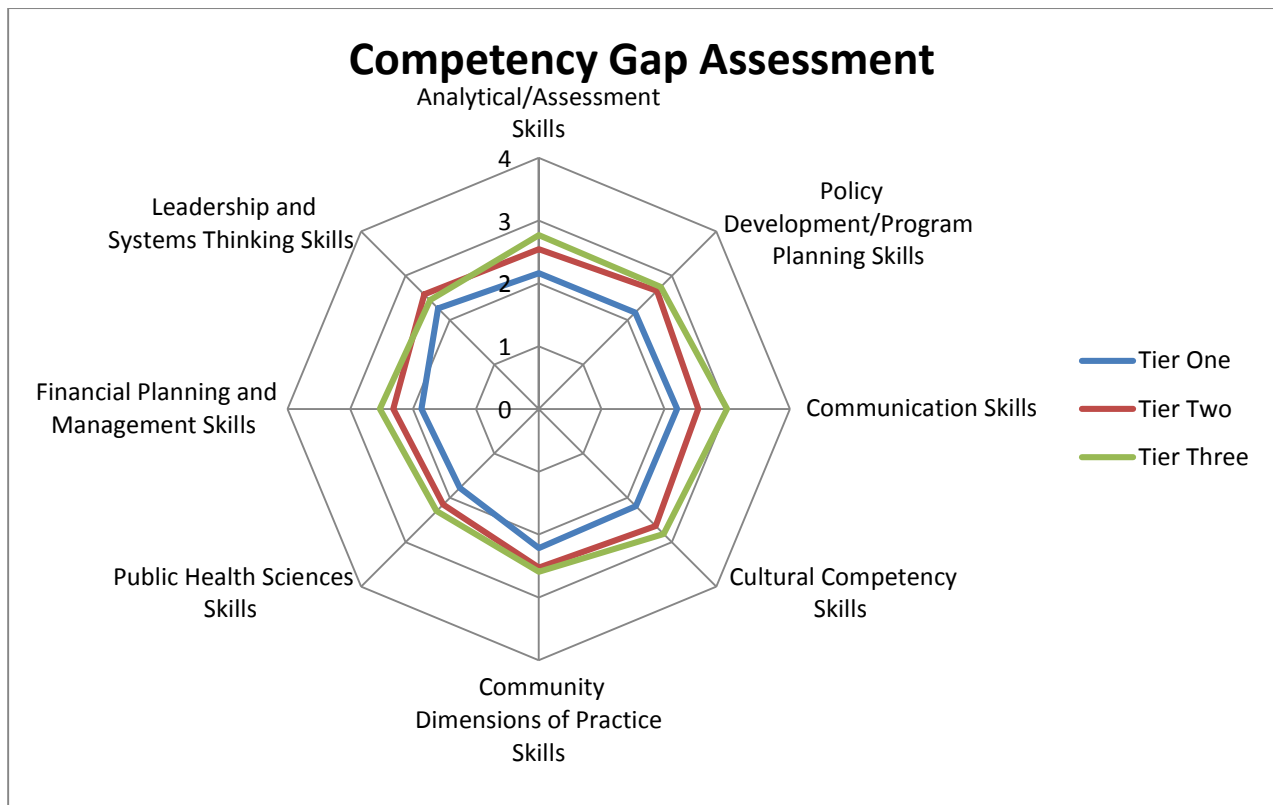 Competency Gap Assessment
Analytical/Assessment
Skills
Policy
Development/Program
Planning Skills
Communication Skills
Cultural Competency
Skills
Community
Dimensions of Practice
Skills
Public Health Sciences
Skills
Financial Planning and
Management Skills
Leadership and
Systems Thinking Skills
4
3
2
1
0
Tier One
Tier Two
Tier Three